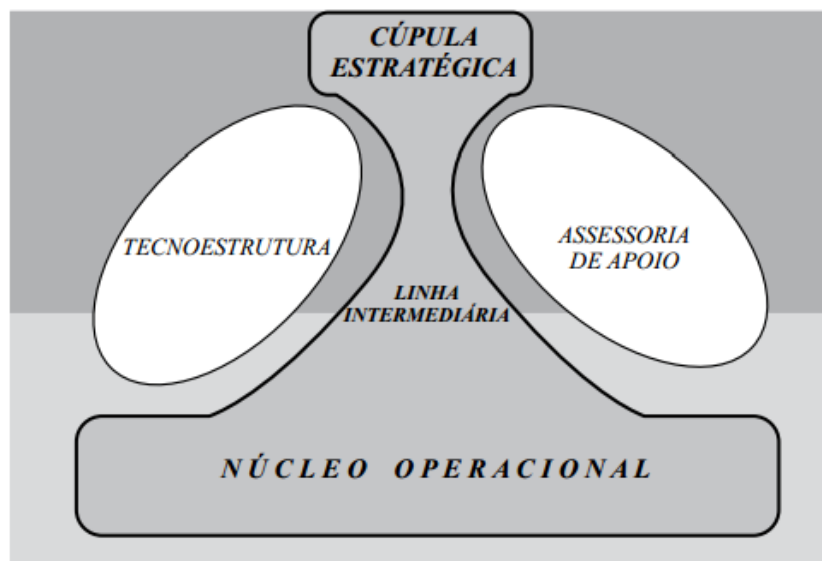 CÚPULA
ESTRATÉGICA
TECNOESTRUTURA
ASSESSORIA
DE APOIO
LINHA
INTERMEDIÁRIA
NÚCLEO OPERACIONAL